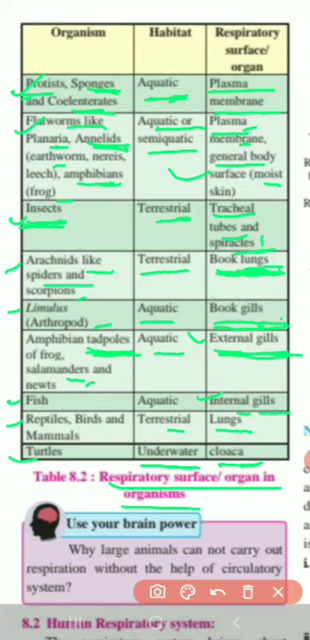 Organism Habitat Respiratory surface/ organ
Protists, Sponges Aquatic Plasma
and Coelenterates membrane
Flatworms like Aquatic or Plasma
Planaria, Annelids semiquatic membrane,
(earthworm, nereis, general body
leech), amphibians surface (moist
(frog) skin)
Insects Terrestrial Tracheal
tubes and
spiracles
Arachnids like Terrestrial Book lungs
spiders and
scorpions
Limulus Aquatic Book gills
(Arthropod)
Amphibian tadpoles Aquatic External gills
of frog,
salamanders and
newts
Fish Aquatic Internal gills
Reptiles, Birds and Terrestrial Lungs
Mammals
Turtles Underwater cloaca
Table 8.2 : Respiratory surface/ organ in
organisms
Use your brain power
Why large animals can not carry out
respiration without the help of circulatory
system?
8.2 Human Respiratory system: